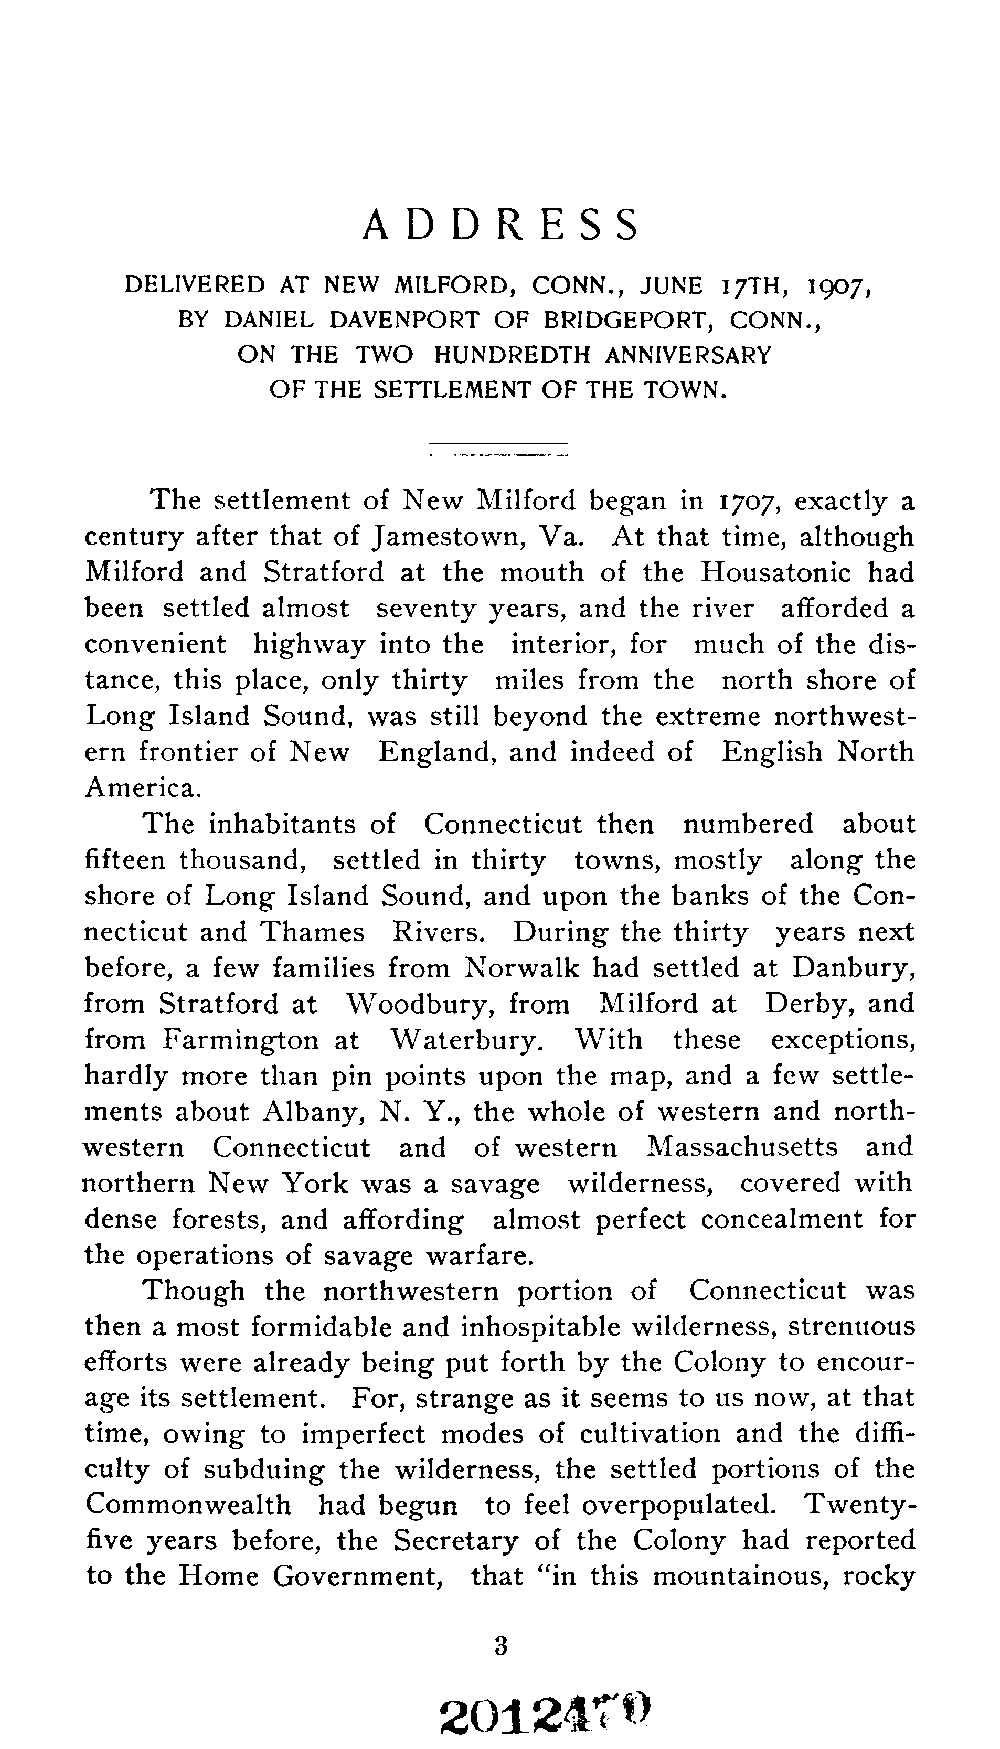 ADDRESS
DELIVERED AT NEW MILFORD, CONN., JUNE 17TH, 1907,
BY DANIEL DAVENPORT OF BRIDGEPORT, CONN.,
ON THE TWO HUNDREDTH ANNIVERSARY
OF THE SETTLEMENT OF THE TOWN.
The settlement of New Milford began in 1707, exactly a
century after that of Jamestown, Va. At that time, although
Milford and Stratford at the mouth of the Housatonic had
been settled almost seventy years, and the river afforded a
convenient highway into the interior, for much of the dis-
tance, this place, only thirty miles from the north shore of
Long Island Sound, was still beyond the extreme northwest-
ern frontier of New England, and indeed of English North
America.
The inhabitants of Connecticut then numbered about
fifteen thousand, settled in thirty towns, mostly along the
shore of Long Island Sound, and upon the banks of the Con-
necticut and Thames Rivers. During the thirty years next
before, a few families from Norwalk had settled at Danbury,
from Stratford at Woodbury, from Milford at Derby, and
from Farmington at Waterbury. With these exceptions,
hardly more than pin points upon the map, and a few settle-
ments about Albany, N. Y., the whole of western and north-
western Connecticut and of western Massachusetts and
northern New York was a savage wilderness, covered with
dense forests, and affording almost perfect concealment for
the operations of savage warfare.
Though the northwestern portion of Connecticut was
then a most formidable and inhospitable wilderness, strenuous
efforts were already being put forth by the Colony to encour-
age its settlement. For, strange as it seems to us now, at that
time, owing to imperfect modes of cultivation and the diffi-
culty of subduing the wilderness, the settled portions of the
Commonwealth had begun to feel overpopulated. Twenty-
five years before, the Secretary of the Colony had reported
to the Home Government, that "in this mountainous, rocky
3
2012470